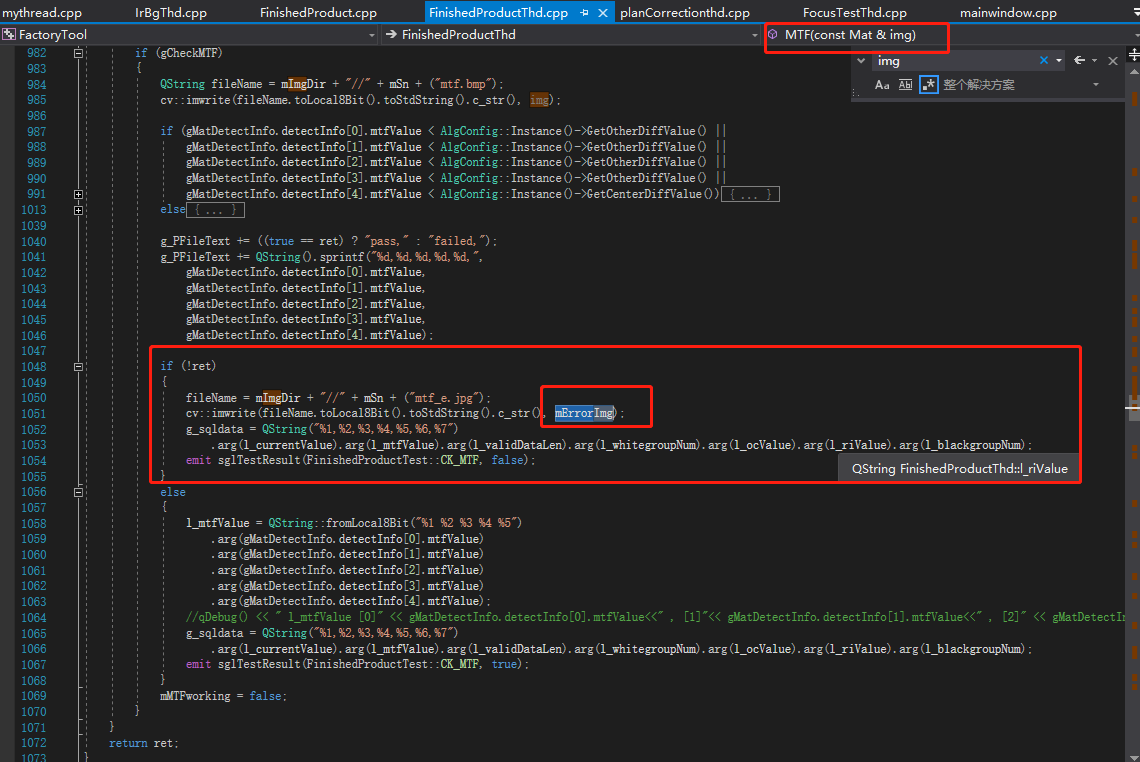 mythread.cpp IrBgThd.cpp FinishedProduct.cpp FinishedProductThd.cpp planCorrectionthd.cpp FocusTestThd.cpp mainwindow.cpp
FactoryTool FinishedProductThd MTF(const Mat & img)
img
Aa Ab .* 整个解决方案
982 if (gCheckMTF)
983 {
984 QString fileName = mImgDir + "//" + mSn + ("mtf.bmp");
985 cv::imwrite(fileName.toLocal8Bit().toStdString().c_str(), img);
986
987 if (gMatDetectInfo.detectInfo[0].mtfValue < AlgConfig::Instance()->GetOtherDiffValue() ||
988 gMatDetectInfo.detectInfo[1].mtfValue < AlgConfig::Instance()->GetOtherDiffValue() ||
989 gMatDetectInfo.detectInfo[2].mtfValue < AlgConfig::Instance()->GetOtherDiffValue() ||
990 gMatDetectInfo.detectInfo[3].mtfValue < AlgConfig::Instance()->GetOtherDiffValue() ||
991 gMatDetectInfo.detectInfo[4].mtfValue < AlgConfig::Instance()->GetCenterDiffValue()) { ... }
1013 else { ... }
1039
1040 g_PFileText += ((true == ret) ? "pass," : "failed,");
1041 g_PFileText += QString().sprintf("%d,%d,%d,%d,%d,",
1042 gMatDetectInfo.detectInfo[0].mtfValue,
1043 gMatDetectInfo.detectInfo[1].mtfValue,
1044 gMatDetectInfo.detectInfo[2].mtfValue,
1045 gMatDetectInfo.detectInfo[3].mtfValue,
1046 gMatDetectInfo.detectInfo[4].mtfValue);
1047
1048 if (!ret)
1049 {
1050 fileName = mImgDir + "//" + mSn + ("mtf_e.jpg");
1051 cv::imwrite(fileName.toLocal8Bit().toStdString().c_str(), mErrorImg);
1052 g_sqldata = QString("%1,%2,%3,%4,%5,%6,%7")
1053 .arg(l_currentValue).arg(l_mtfValue).arg(l_validDataLen).arg(l_whitegroupNum).arg(l_ocValue).arg(l_riValue).arg(l_blackgroupNum);
1054 emit sglTestResult(FinishedProductTest::CK_MTF, false);
QString FinishedProductThd::l_riValue
1055 }
1056 else
1057 {
1058 l_mtfValue = QString::fromLocal8Bit("%1 %2 %3 %4 %5")
1059 .arg(gMatDetectInfo.detectInfo[0].mtfValue)
1060 .arg(gMatDetectInfo.detectInfo[1].mtfValue)
1061 .arg(gMatDetectInfo.detectInfo[2].mtfValue)
1062 .arg(gMatDetectInfo.detectInfo[3].mtfValue)
1063 .arg(gMatDetectInfo.detectInfo[4].mtfValue);
1064 //qDebug() << " l_mtfValue [0]" << gMatDetectInfo.detectInfo[0].mtfValue<<", [1]"<< gMatDetectInfo.detectInfo[1].mtfValue<<", [2]" << gMatDetectIn
1065 g_sqldata = QString("%1,%2,%3,%4,%5,%6,%7")
1066 .arg(l_currentValue).arg(l_mtfValue).arg(l_validDataLen).arg(l_whitegroupNum).arg(l_ocValue).arg(l_riValue).arg(l_blackgroupNum);
1067 emit sglTestResult(FinishedProductTest::CK_MTF, true);
1068 }
1069 mMTFworking = false;
1070 }
1071 }
1072 return ret;
1073 }